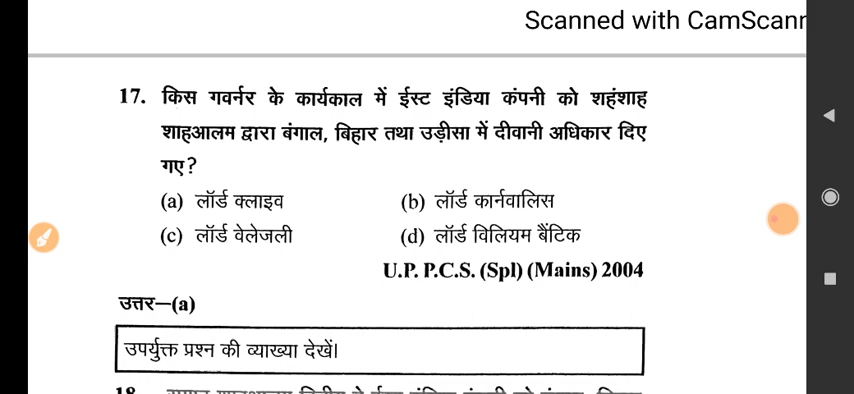 Scanned with CamScanr
17. किस गवर्नर के कार्यकाल में ईस्ट इंडिया कंपनी को शहंशाह
शाहआलम द्वारा बंगाल, बिहार तथा उड़ीसा में दीवानी अधिकार दिए
गए?
(a) लॉर्ड क्लाइव (b) लॉर्ड कार्नवालिस
(c) लॉर्ड वेलेजली (d) लॉर्ड विलियम बैंटिक
U.P. P.C.S. (Spl) (Mains) 2004
उत्तर—(a)
उपर्युक्त प्रश्न की व्याख्या देखें।